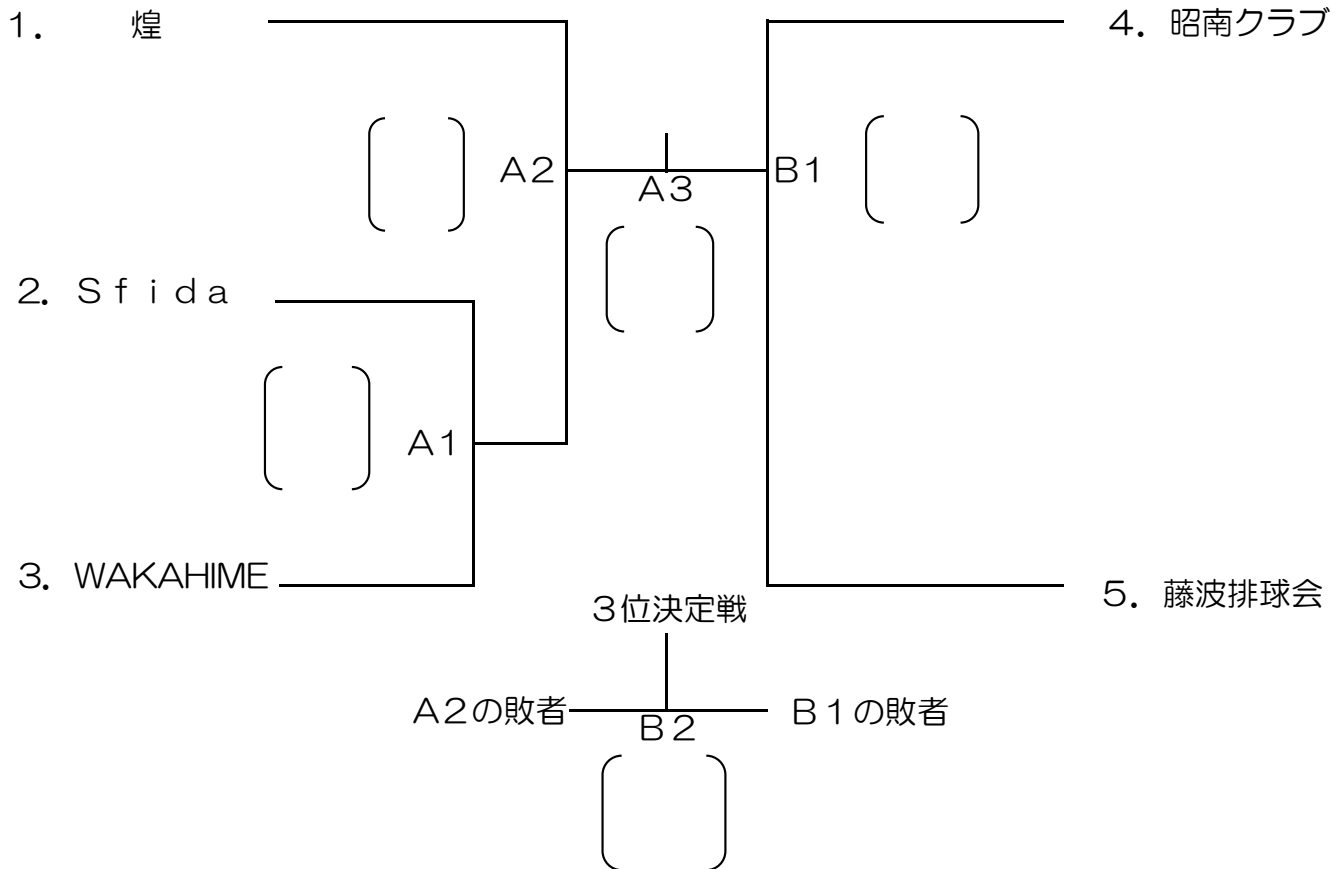 １．　煌
４．昭南クラブ
A２
A３
B１
２．Ｓｆｉｄａ
A１
３．WAKAHIME
５．藤波排球会
３位決定戦
A２の敗者
B２
B１の敗者